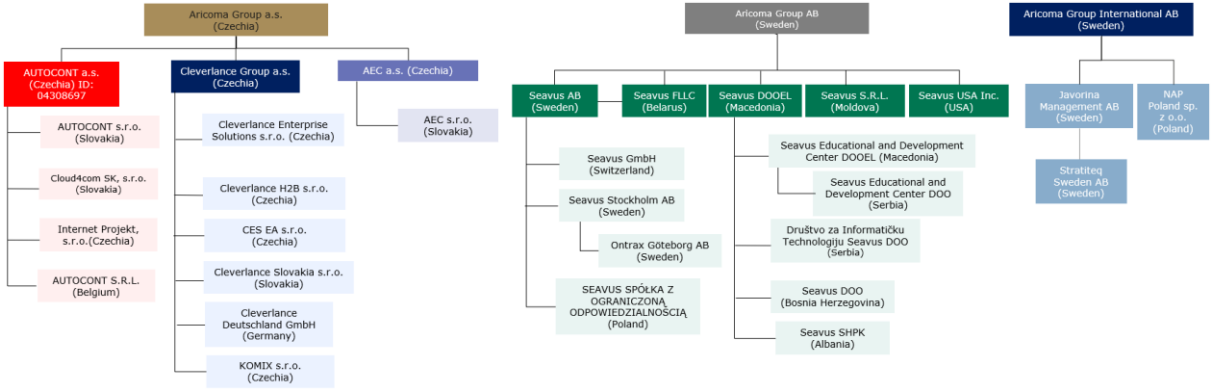 Aricoma Group a.s.
(Czechia)
AUTOCONT a.s.
(Czechia) ID:
04308697
AUTOCONT s.r.o.
(Slovakia)
Cloud4com SK, s.r.o.
(Slovakia)
Internet Projekt,
s.r.o.(Czechia)
AUTOCONT S.R.L.
(Belgium)
Cleverlance Group a.s.
(Czechia)
Cleverlance Enterprise
Solutions s.r.o. (Czechia)
Cleverlance H2B s.r.o.
(Czechia)
CES EA s.r.o.
(Czechia)
Cleverlance Slovakia s.r.o.
(Slovakia)
Cleverlance
Deutschland GmbH
(Germany)
KOMIX s.r.o.
(Czechia)
AEC a.s. (Czechia)
AEC s.r.o.
(Slovakia)
Aricoma Group AB
(Sweden)
Seavus AB
(Sweden)
Seavus GmbH
(Switzerland)
Seavus Stockholm AB
(Sweden)
Ontrax Göteborg AB
(Sweden)
SEAVUS SPÓŁKA Z
OGRANICZONĄ
ODPOWIEDZIALNOŚCIĄ
(Poland)
Seavus FLLC
(Belarus)
Seavus DOOEL
(Macedonia)
Seavus Educational and Development
Center DOOEL (Macedonia)
Seavus Educational and
Development Center DOO
(Serbia)
Društvo za Informatičku
Technologiju Seavus DOO
(Serbia)
Seavus DOO
(Bosnia Herzegovina)
Seavus SHPK
(Albania)
Seavus S.R.L.
(Moldova)
Seavus USA Inc.
(USA)
Aricoma Group International AB
(Sweden)
Javorina
Management AB
(Sweden)
Stratiteq
Sweden AB
(Sweden)
NAP
Poland sp.
z o.o.
(Poland)